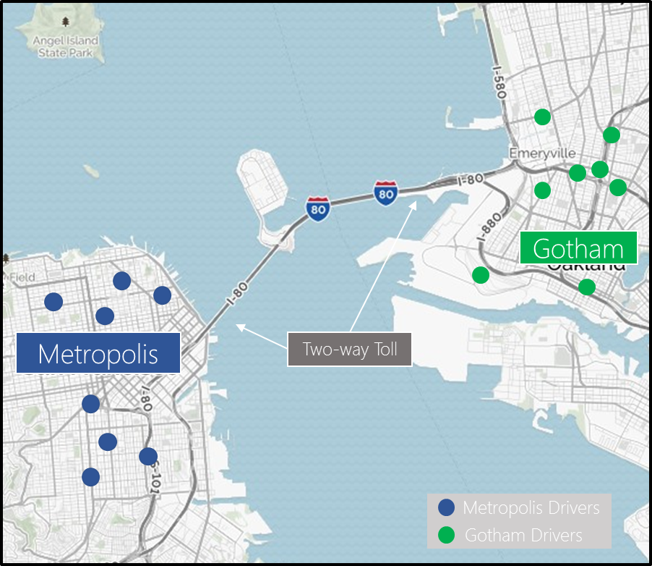 Angel Island
State Park
I-580
I-580
Emeryville
I-80
80
80
I-880
Gotham
Oakland
Field
I-80
Two-way Toll
Metropolis
I-80
S-101
Metropolis Drivers
Gotham Drivers